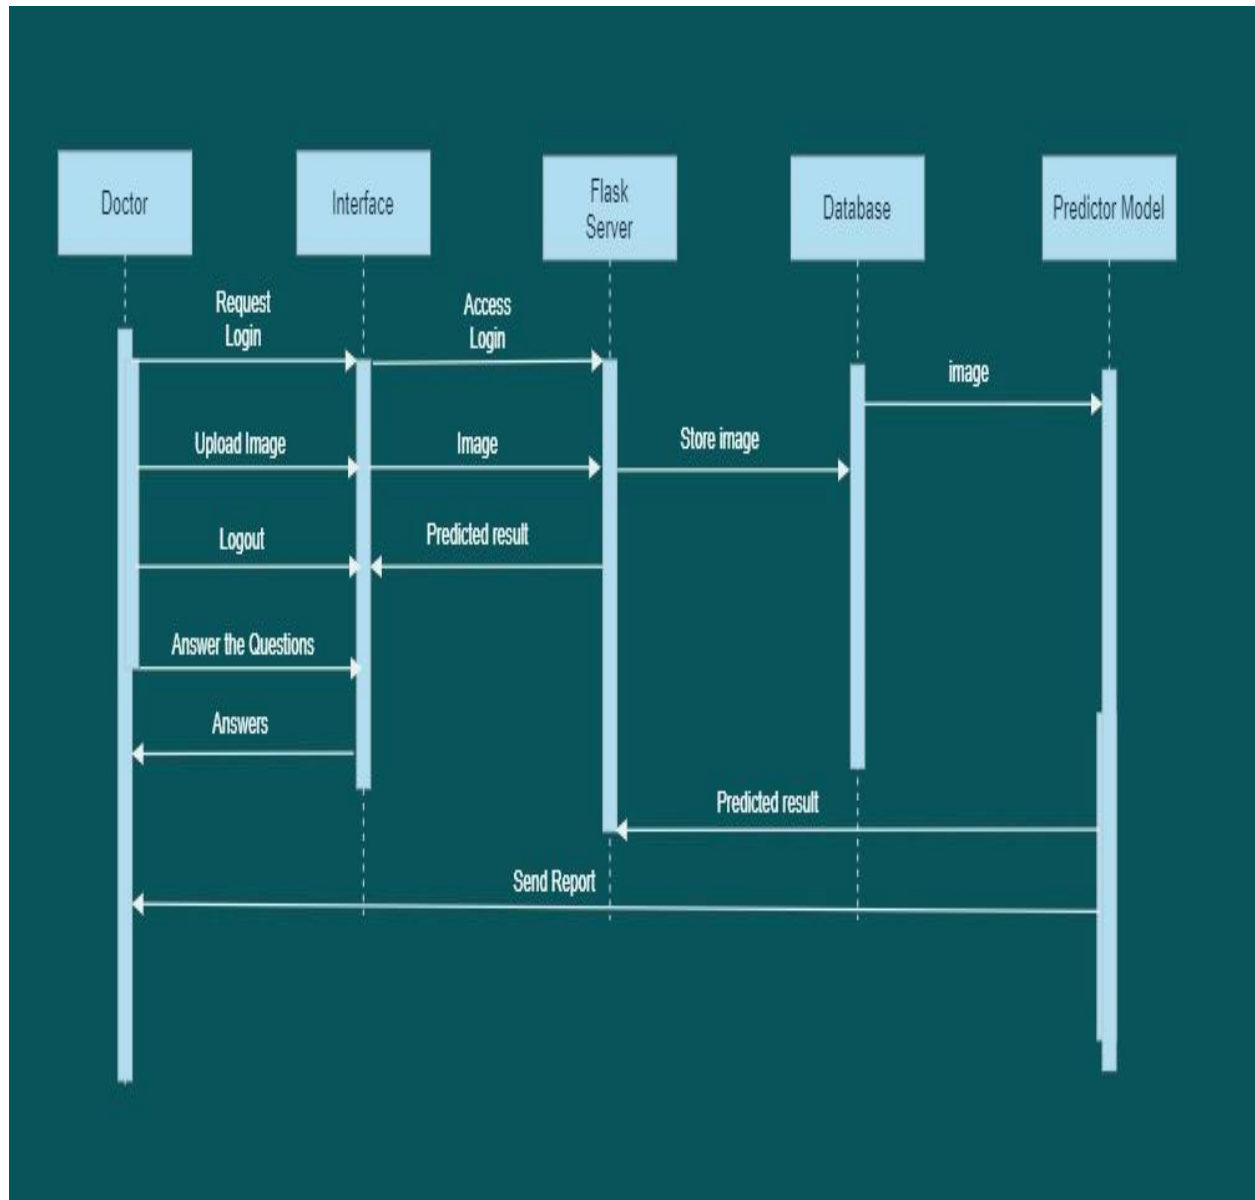 Doctor
Interface
Flask
Server
Database
Predictor Model
Request
Login
Access
Login
image
Upload Image
Image
Store image
Logout
Predicted result
Answer the Questions
Answers
Predicted result
Send Report